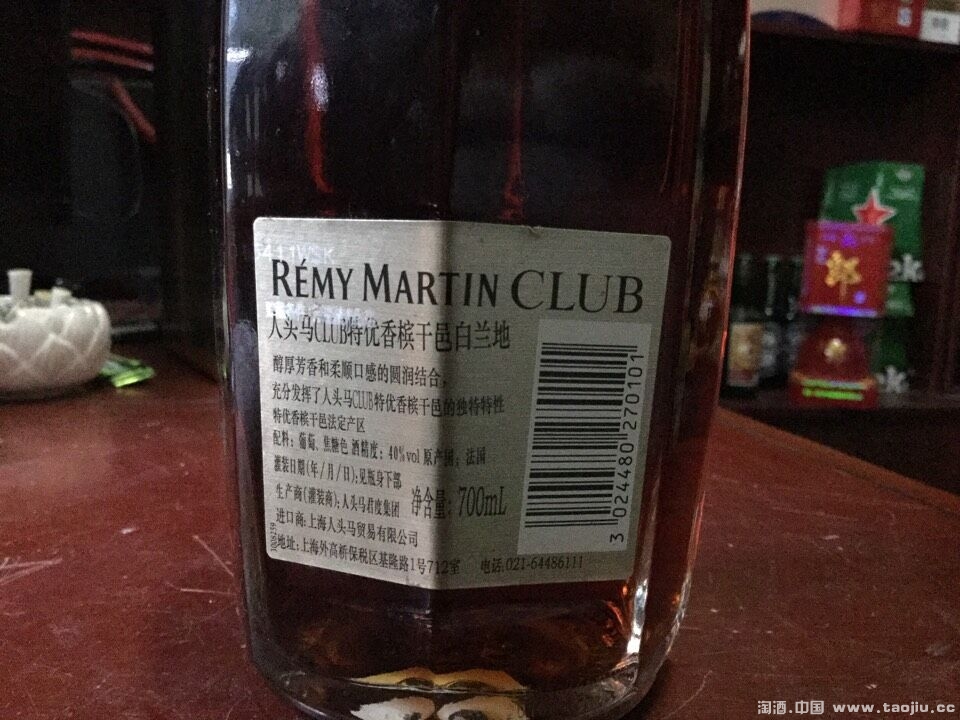 RÉMY MARTIN CLUB
人头马CLUB特优香槟干邑白兰地
醇厚芳香和柔顺口感的圆润结合，
充分发挥了人头马CLUB特优香槟干邑的独特特性
特优香槟干邑法定产区
配料：葡萄、焦糖色 酒精度：40%vol 原产国：法国
灌装日期(年/月/日)：见瓶身下部
生产商(灌装商)：人头马君度集团 净含量：700mL
进口商：上海人头马贸易有限公司
地址：上海外高桥保税区基隆路1号712室 电话：021-64486111
3 024480 270101
郎
淘酒.中国 www.taojiu.cc